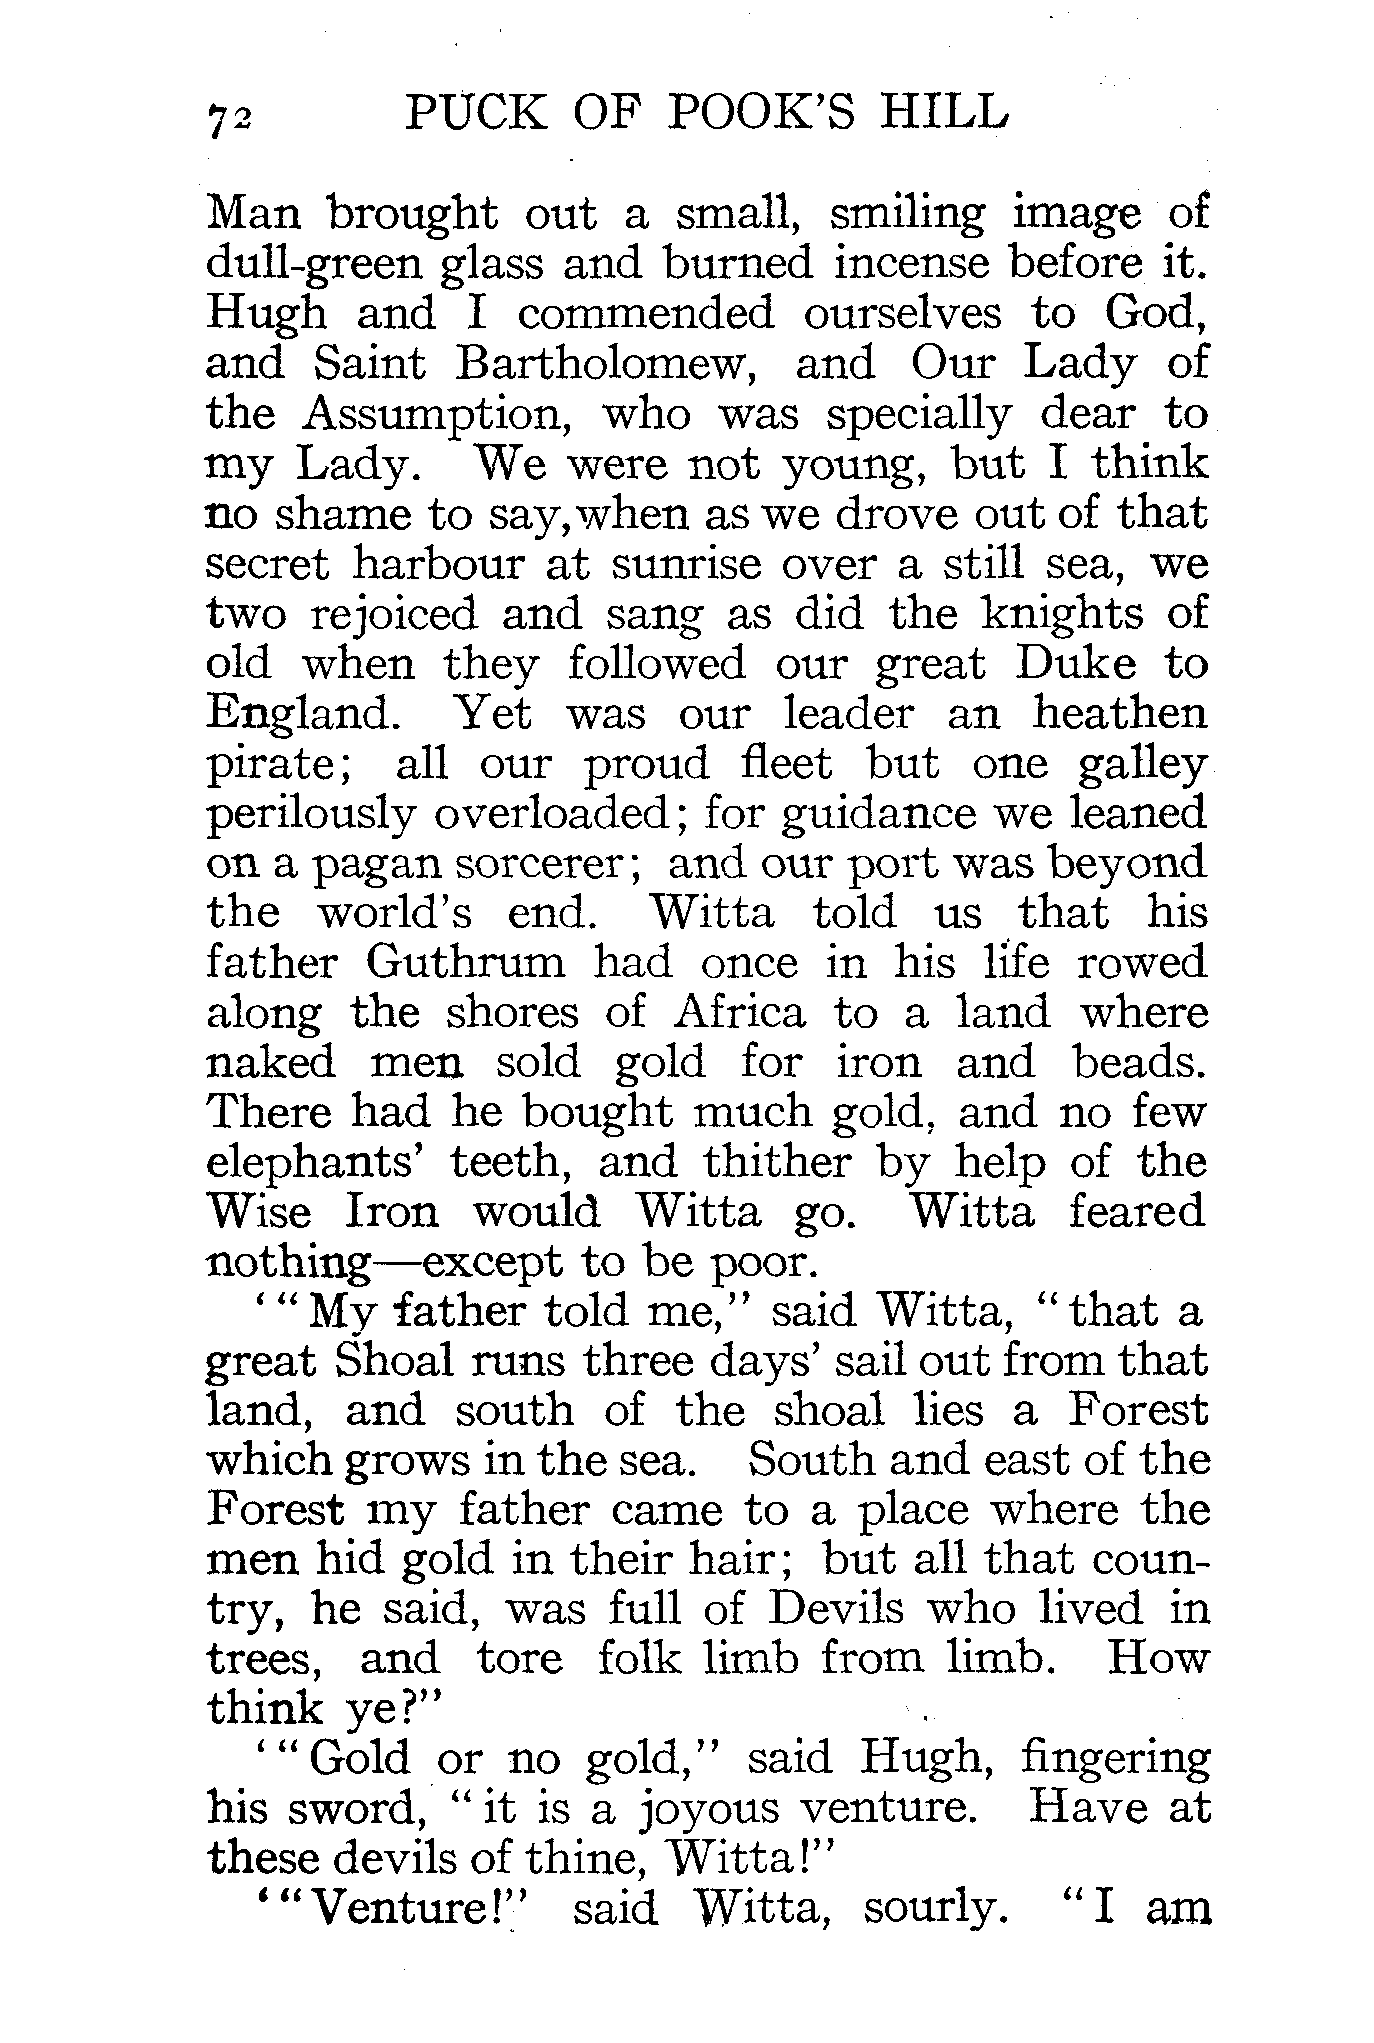 72 PUCK OF POOK'S HILL
Man brought out a small, smiling image of
dull-green glass and burned incense before it.
Hugh and I commended ourselves to God,
and Saint Bartholomew, and Our Lady of
the Assumption, who was specially dear to
my Lady. We were not young, but I think
no shame to say, when as we drove out of that
secret harbour at sunrise over a still sea, we
two rejoiced and sang as did the knights of
old when they followed our great Duke to
England. Yet was our leader an heathen
pirate; all our proud fleet but one galley
perilously overloaded; for guidance we leaned
on a pagan sorcerer; and our port was beyond
the world's end. Witta told us that his
father Guthrum had once in his life rowed
along the shores of Africa to a land where
naked men sold gold for iron and beads.
There had he bought much gold, and no few
elephants' teeth, and thither by help of the
Wise Iron would Witta go. Witta feared
nothing—except to be poor.
‘ “ My father told me,” said Witta, “ that a
great Shoal runs three days' sail out from that
land, and south of the shoal lies a Forest
which grows in the sea. South and east of the
Forest my father came to a place where the
men hid gold in their hair; but all that coun-
try, he said, was full of Devils who lived in
trees, and tore folk limb from limb. How
think ye?”
‘ “ Gold or no gold,” said Hugh, fingering
his sword, “ it is a joyous venture. Have at
these devils of thine, Witta!”
‘ “ Venture!” said Witta, sourly. “ I am